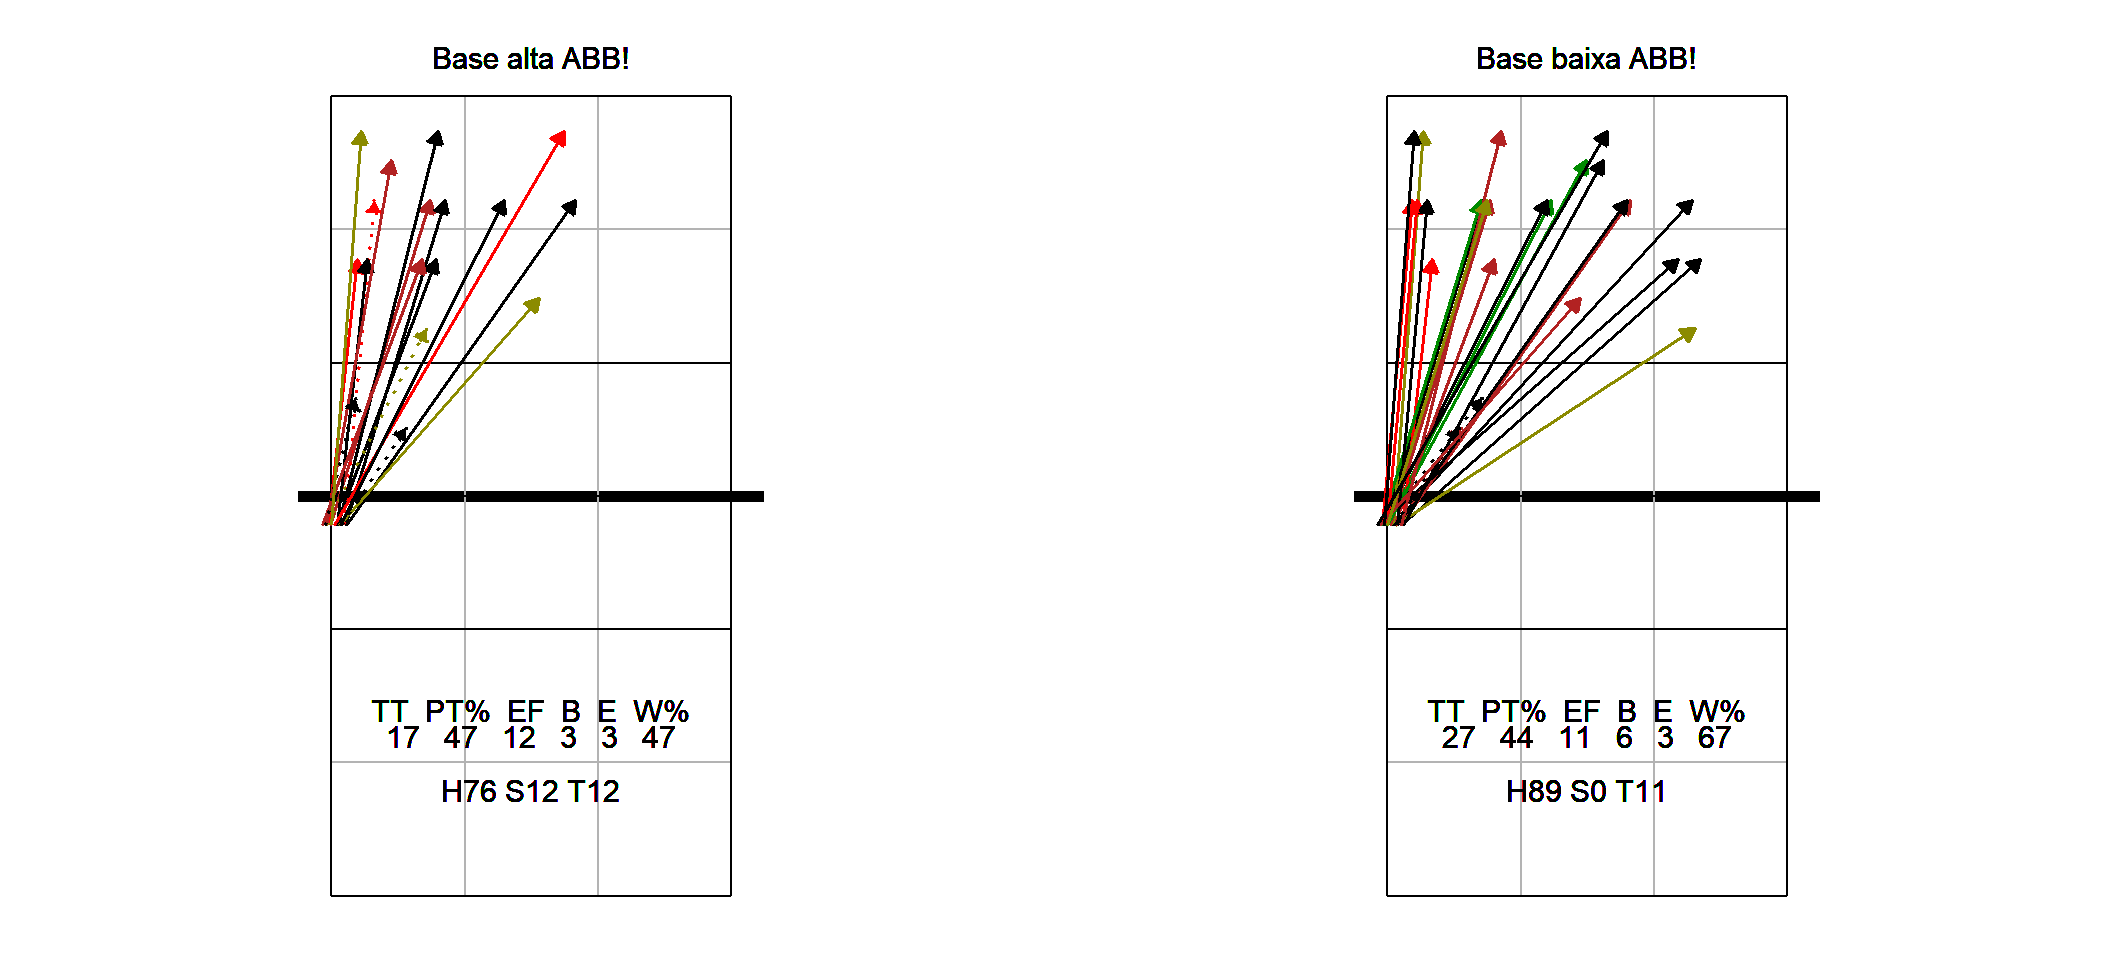 Base alta ABB!
TT PT% EF B E W%
17 47 12 3 3 47
H76 S12 T12
Base baixa ABB!
TT PT% EF B E W%
27 44 11 6 3 67
H89 S0 T11